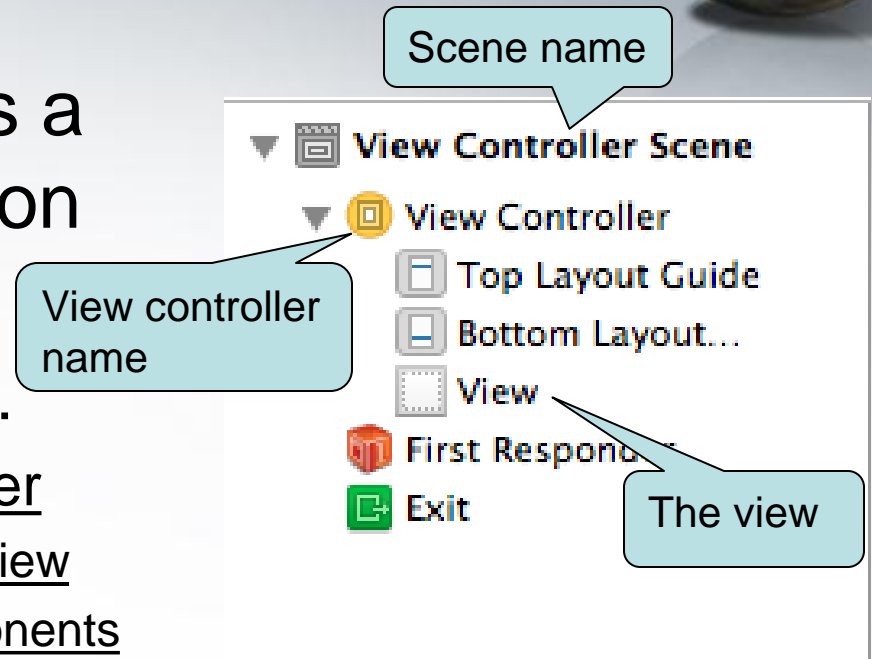 Scene name
s a
on
View controller
name
.
er
iew
onents
View Controller Scene
View Controller
Top Layout Guide
Bottom Layout...
View
First Responder
Exit
The view